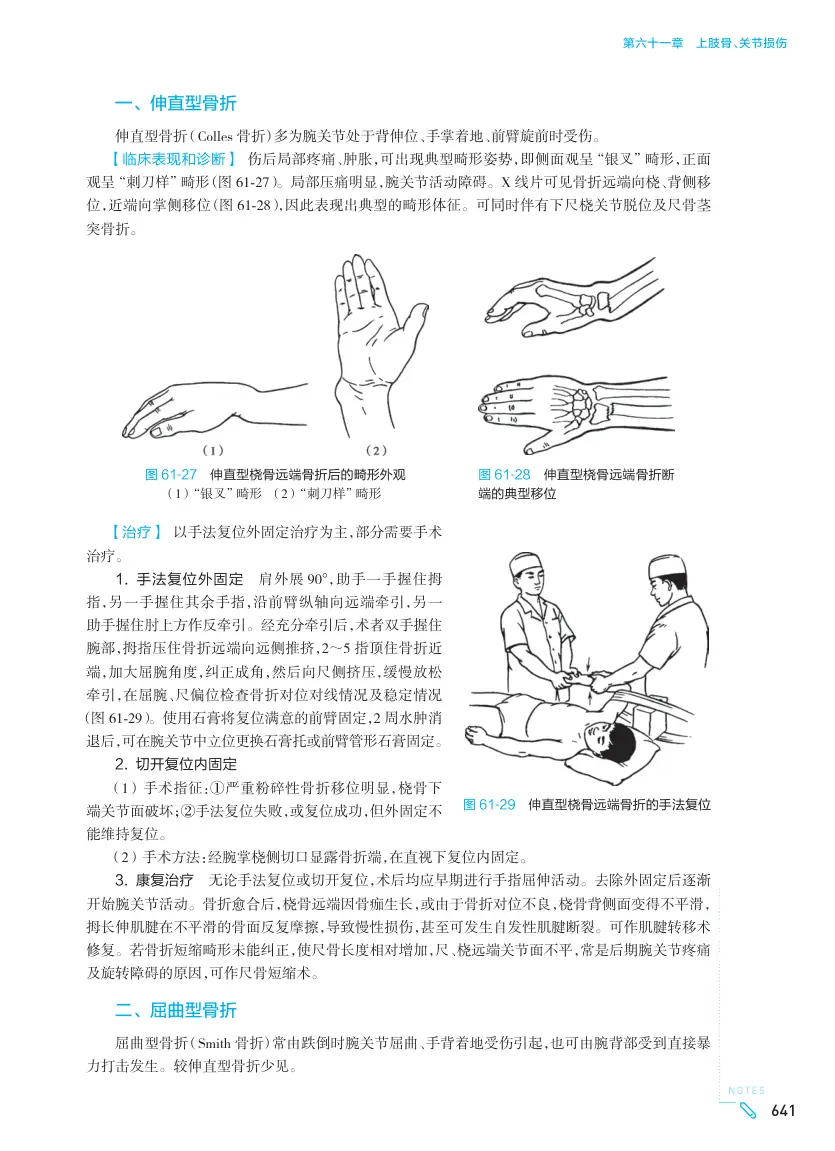 第六十一章 上肢骨、关节损伤
一、伸直型骨折
伸直型骨折(Colles 骨折)多为腕关节处于背伸位、手掌着地、前臂旋前时受伤。
【临床表现和诊断】 伤后局部疼痛、肿胀,可出现典型畸形姿势,即侧面观呈“银叉”畸形,正面
观呈“刺刀样”畸形(图 61-27)。局部压痛明显,腕关节活动障碍。X 线片可见骨折远端向桡、背侧移
位,近端向掌侧移位(图 61-28),因此表现出典型的畸形体征。可同时伴有下尺桡关节脱位及尺骨茎
突骨折。
(1)
(2)
图 61-27 伸直型桡骨远端骨折后的畸形外观
(1)“银叉”畸形 (2)“刺刀样”畸形
图 61-28 伸直型桡骨远端骨折断
端的典型移位
【治疗】 以手法复位外固定治疗为主,部分需要手术
治疗。
1. 手法复位外固定 肩外展 90°,助手一手握住拇
指,另一手握住其余手指,沿前臂纵轴向远端牵引,另一
助手握住肘上方作反牵引。经充分牵引后,术者双手握住
腕部,拇指压住骨折远端向远侧推挤,2～5 指顶住骨折近
端,加大屈腕角度,纠正成角,然后向尺侧挤压,缓慢放松
牵引,在屈腕、尺偏位检查骨折对位对线情况及稳定情况
(图 61-29)。使用石膏将复位满意的前臂固定,2 周水肿消
退后,可在腕关节中立位更换石膏托或前臂管形石膏固定。
2. 切开复位内固定
(1)手术指征:①严重粉碎性骨折移位明显,桡骨下
端关节面破坏;②手法复位失败,或复位成功,但外固定不
能维持复位。
图 61-29 伸直型桡骨远端骨折的手法复位
(2)手术方法:经腕掌桡侧切口显露骨折端,在直视下复位内固定。
3. 康复治疗 无论手法复位或切开复位,术后均应早期进行手指屈伸活动。去除外固定后逐渐
开始腕关节活动。骨折愈合后,桡骨远端因骨痂生长,或由于骨折对位不良,桡骨背侧面变得不平滑,
拇长伸肌腱在不平滑的骨面反复摩擦,导致慢性损伤,甚至可发生自发性肌腱断裂。可作肌腱转移术
修复。若骨折短缩畸形未能纠正,使尺骨长度相对增加,尺、桡远端关节面不平,常是后期腕关节疼痛
及旋转障碍的原因,可作尺骨短缩术。
二、屈曲型骨折
屈曲型骨折(Smith 骨折)常由跌倒时腕关节屈曲、手背着地受伤引起,也可由腕背部受到直接暴
力打击发生。较伸直型骨折少见。
NOTES
641